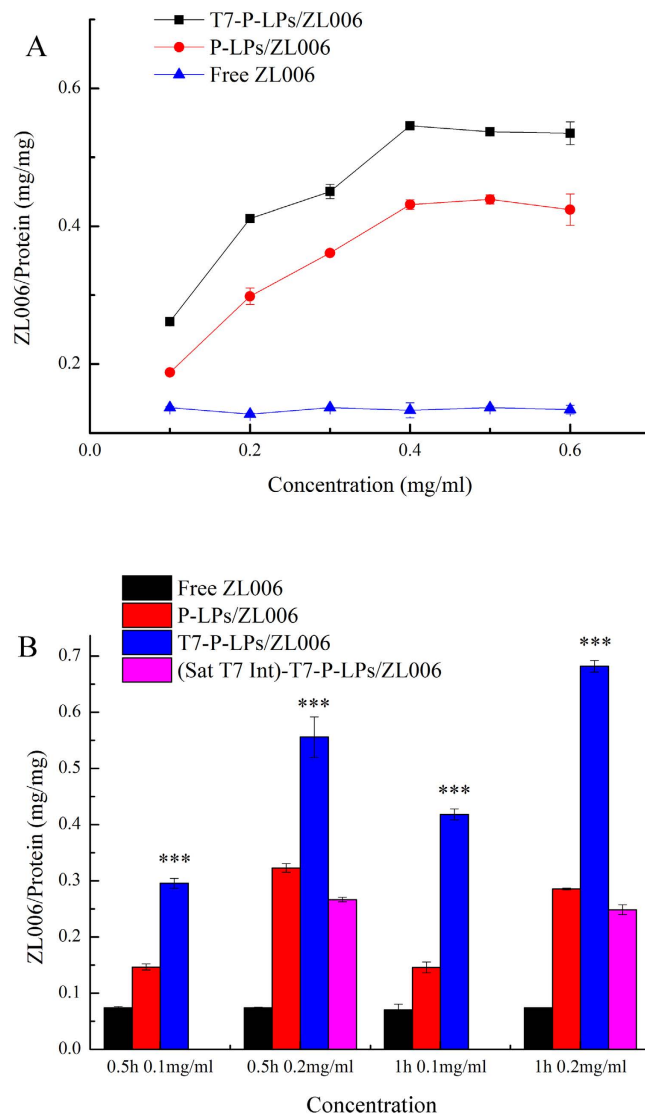 A
T7-P-LPs/ZL006
P-LPs/ZL006
Free ZL006
ZL006/Protein (mg/mg)
0.6
0.4
0.2
0.0
0.2
0.4
0.6
Concentration (mg/ml)
B
Free ZL006
P-LPs/ZL006
T7-P-LPs/ZL006
(Sat T7 Int)-T7-P-LPs/ZL006
ZL006/Protein (mg/mg)
0.7
0.6
0.5
0.4
0.3
0.2
0.1
0.0
***
***
***
***
0.5h 0.1mg/ml
0.5h 0.2mg/ml
1h 0.1mg/ml
1h 0.2mg/ml
Concentration